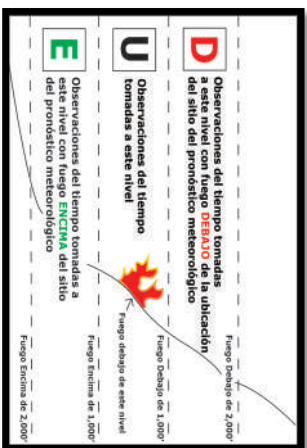 D
Observaciones del tiempo tomadas
a este nivel con fuego DEBAJO de la ubicación
del sitio del pronóstico meteorológico
Fuego Debajo de 2,000'
U
Observaciones del tiempo
tomadas a este nivel
Fuego Debajo de 1,000'
Fuego debajo de este nivel
E
Observaciones del tiempo tomadas a
este nivel con fuego ENCIMA del sitio
del pronóstico meteorológico
Fuego Encima de 1,000'
Fuego Encima de 2,000'